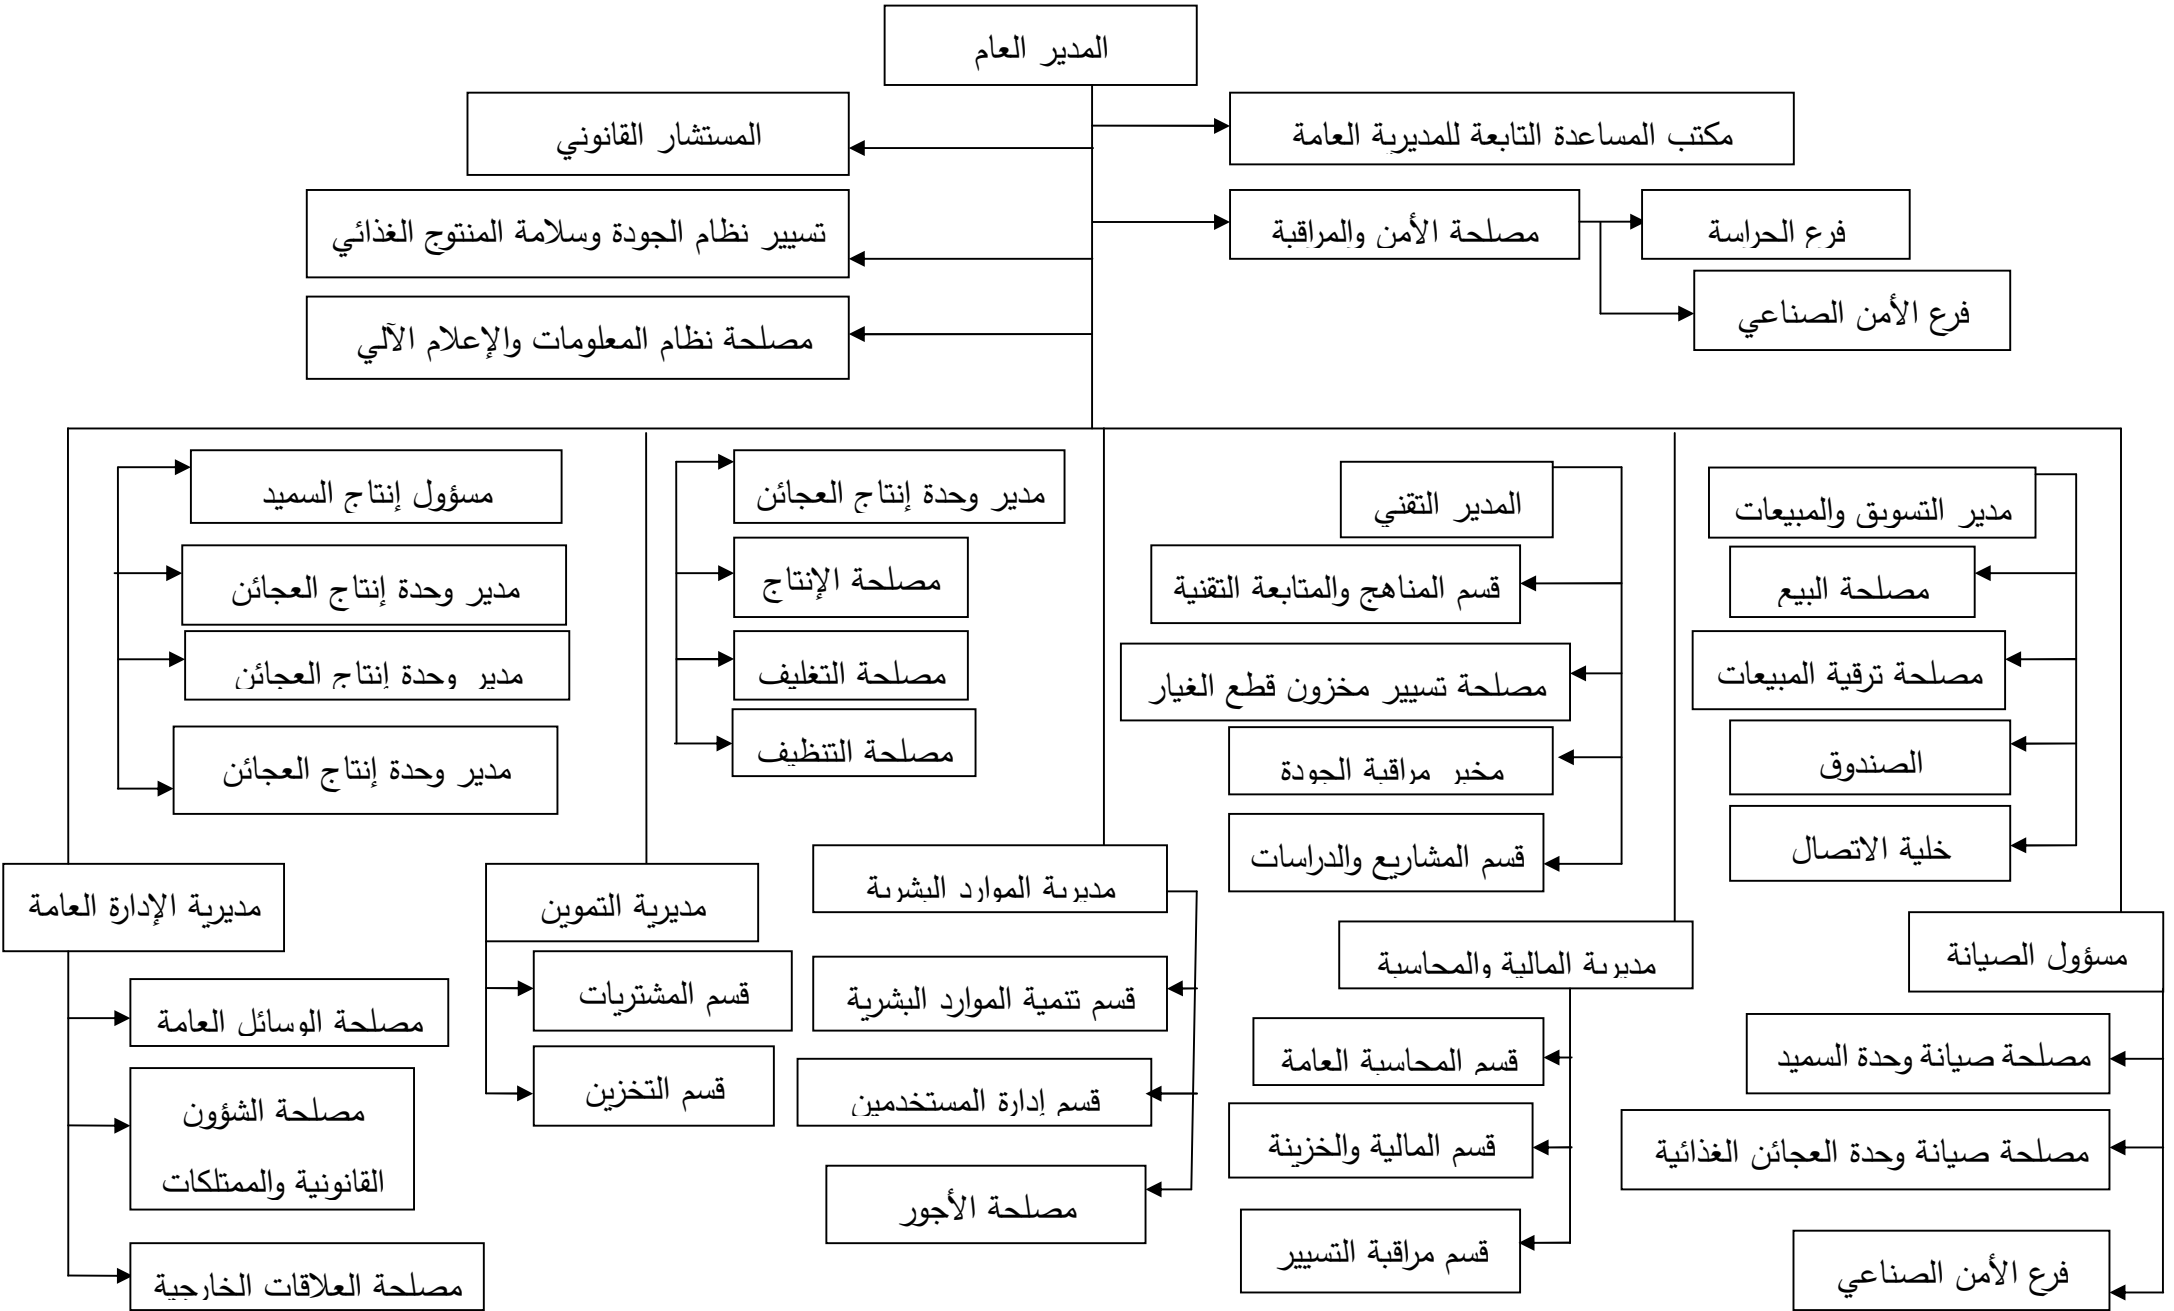 المدير العام
مكتب المساعدة التابعة للمديرية العامة
المستشار القانوني
مصلحة الأمن والمراقبة
فرع الحراسة
تسيير نظام الجودة وسلامة المنتوج الغذائي
فرع الأمن الصناعي
مصلحة نظام المعلومات والإعلام الآلي
مدير التسويق والمبيعات
مصلحة البيع
مصلحة ترقية المبيعات
الصندوق
خلية الاتصال
المدير التقني
قسم المناهج والمتابعة التقنية
مصلحة تسيير مخزون قطع الغيار
مخبر مراقبة الجودة
قسم المشاريع والدراسات
مدير وحدة إنتاج العجائن
مصلحة الإنتاج
مصلحة التغليف
مصلحة التنظيف
مسؤول إنتاج السميد
مدير وحدة إنتاج العجائن
مدير وحدة إنتاج العجائن
مدير وحدة إنتاج العجائن
مسؤول الصيانة
مصلحة صيانة وحدة السميد
مصلحة صيانة وحدة العجائن الغذائية
فرع الأمن الصناعي
مديرية المالية والمحاسبة
قسم المحاسبة العامة
قسم المالية والخزينة
قسم مراقبة التسيير
مديرية الموارد البشرية
قسم تنمية الموارد البشرية
قسم إدارة المستخدمين
مصلحة الأجور
مديرية التموين
قسم المشتريات
قسم التخزين
مديرية الإدارة العامة
مصلحة الوسائل العامة
مصلحة الشؤون
القانونية والممتلكات
مصلحة العلاقات الخارجية